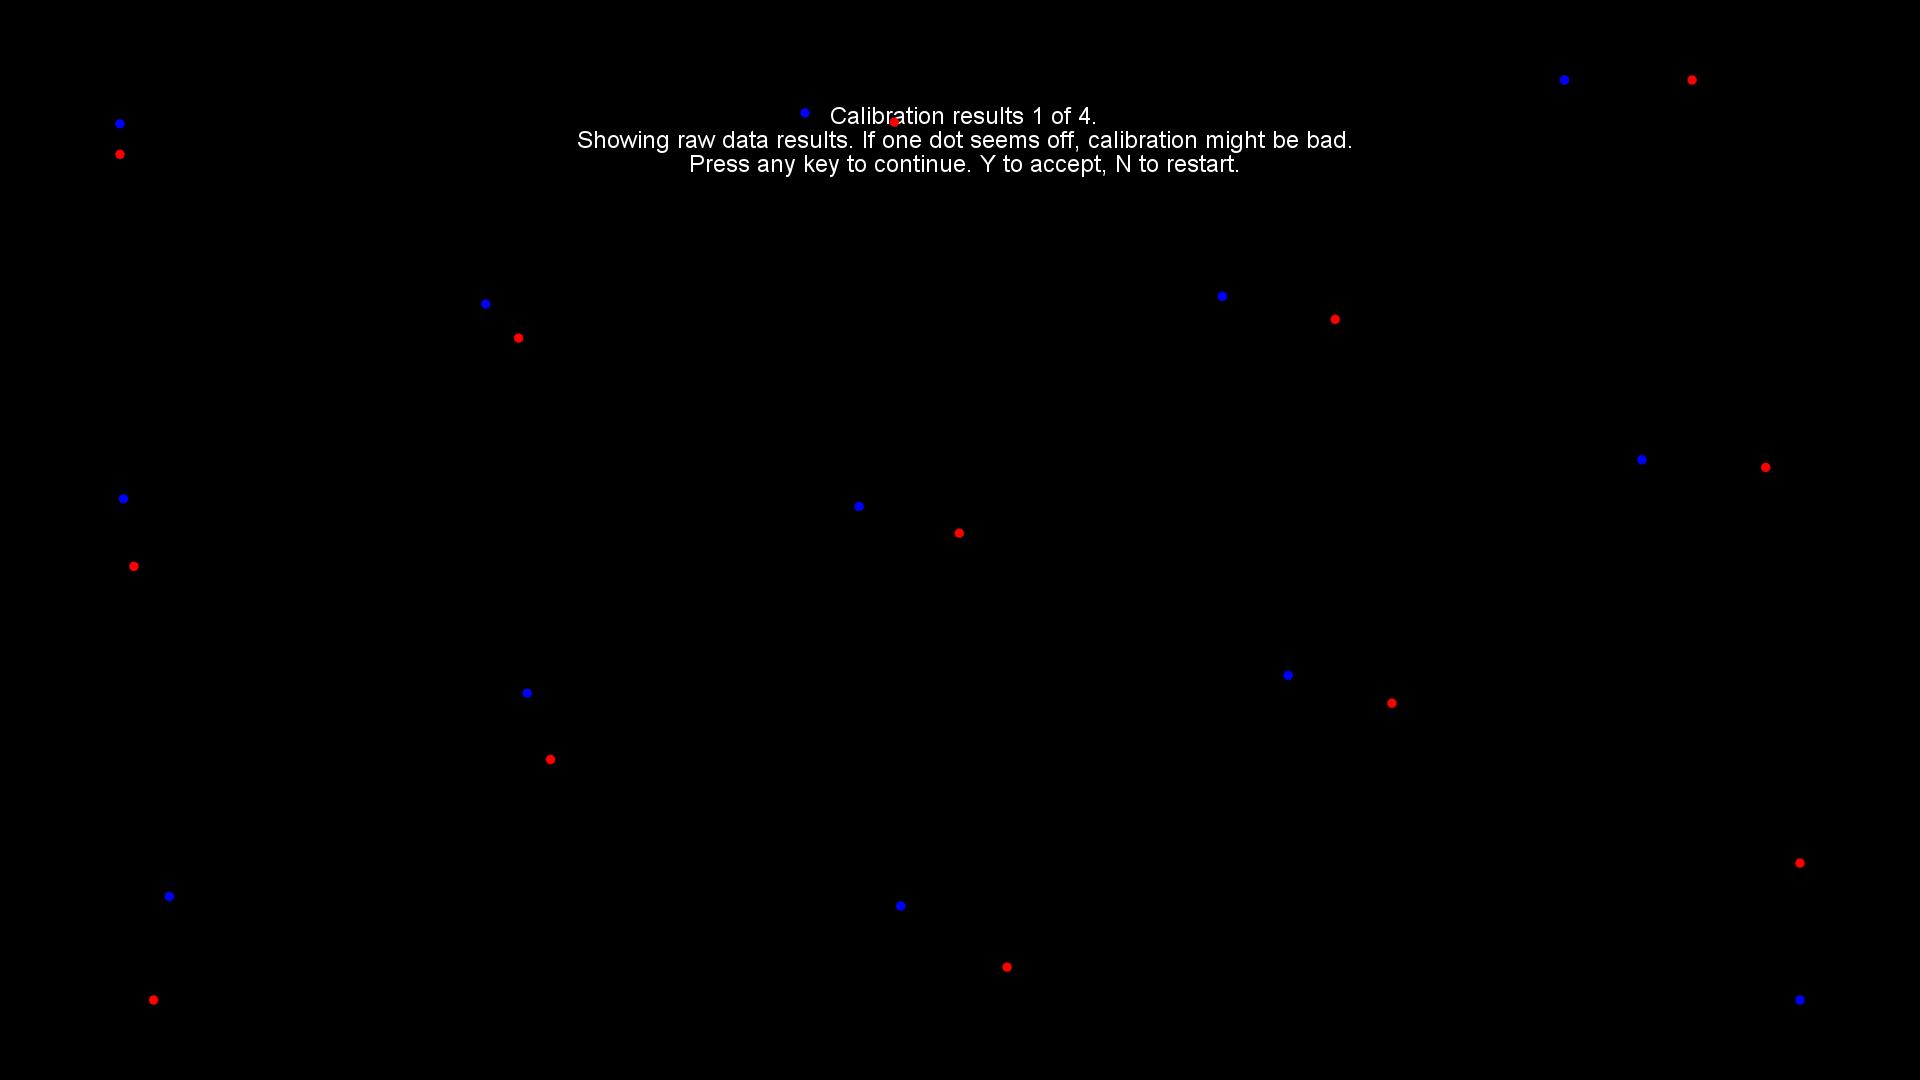 Calibration results 1 of 4.
Showing raw data results. If one dot seems off, calibration might be bad.
Press any key to continue. Y to accept, N to restart.